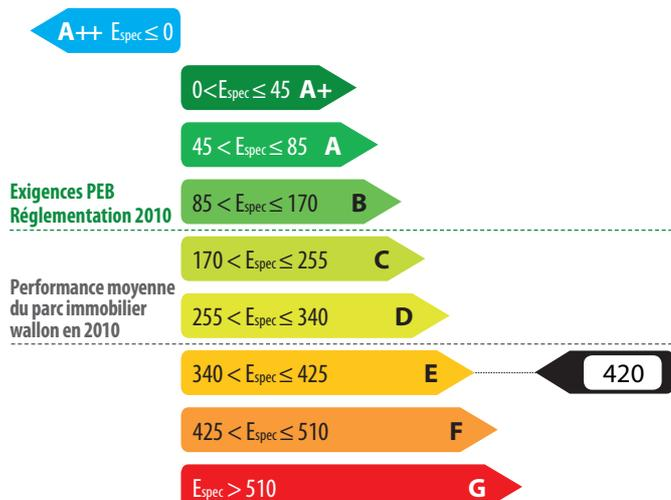 A++ Espec ≤ 0
0<Espec ≤ 45 A+
45 < Espec ≤ 85 A
Exigences PEB
Réglementation 2010
85 < Espec ≤ 170 B
170 < Espec ≤ 255 C
Performance moyenne
du parc immobilier
wallon en 2010
255 < Espec ≤ 340 D
340 < Espec ≤ 425 E
420
425 < Espec ≤ 510 F
Espec > 510 G